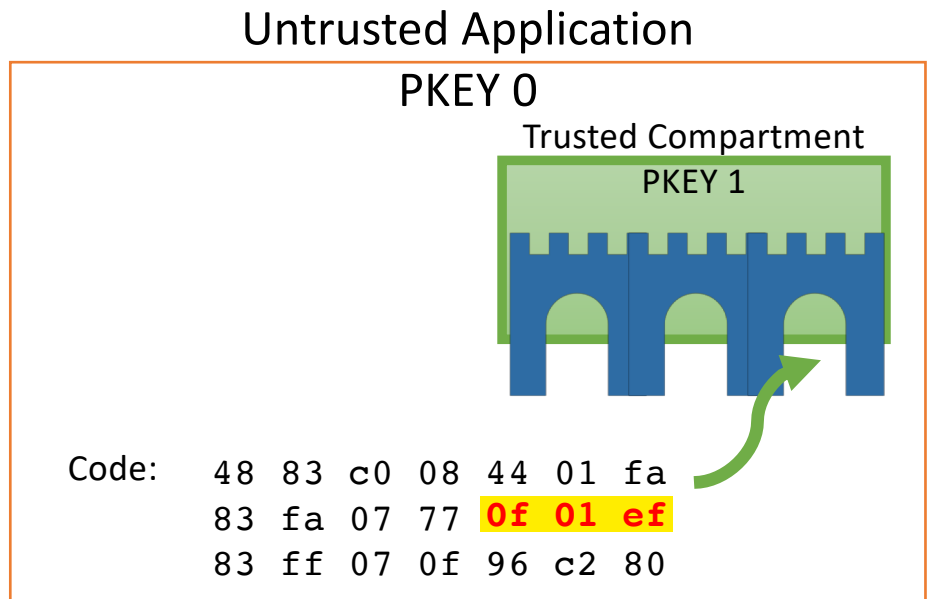 Untrusted Application
PKEY 0
Trusted Compartment
PKEY 1
Code: 48 83 c0 08 44 01 fa
83 fa 07 77 0f 01 ef
83 ff 07 0f 96 c2 80